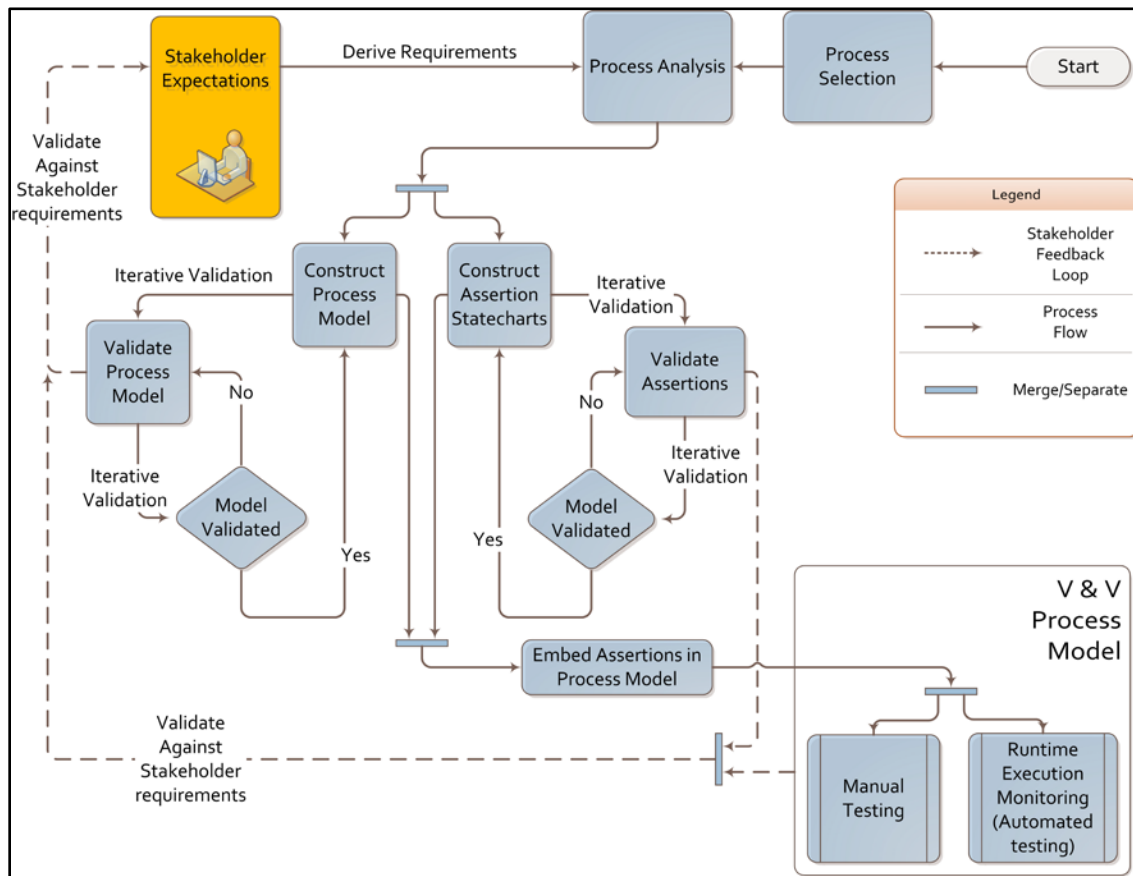 Stakeholder
Expectations
Derive Requirements
Process Analysis
Process
Selection
Start
Validate
Against
Stakeholder
requirements
Legend
Stakeholder
Feedback
Loop
Process
Flow
Merge/Separate
Iterative Validation
Construct
Process
Model
Construct
Assertion
Statecharts
Iterative
Validation
Validate
Process
Model
No
Validate
Assertions
No
Iterative
Validation
Model
Validated
Yes
Iterative
Validation
Model
Validated
Yes
Embed Assertions in
Process Model
V & V
Process
Model
Validate
Against
Stakeholder
requirements
Manual
Testing
Runtime
Execution
Monitoring
(Automated
testing)